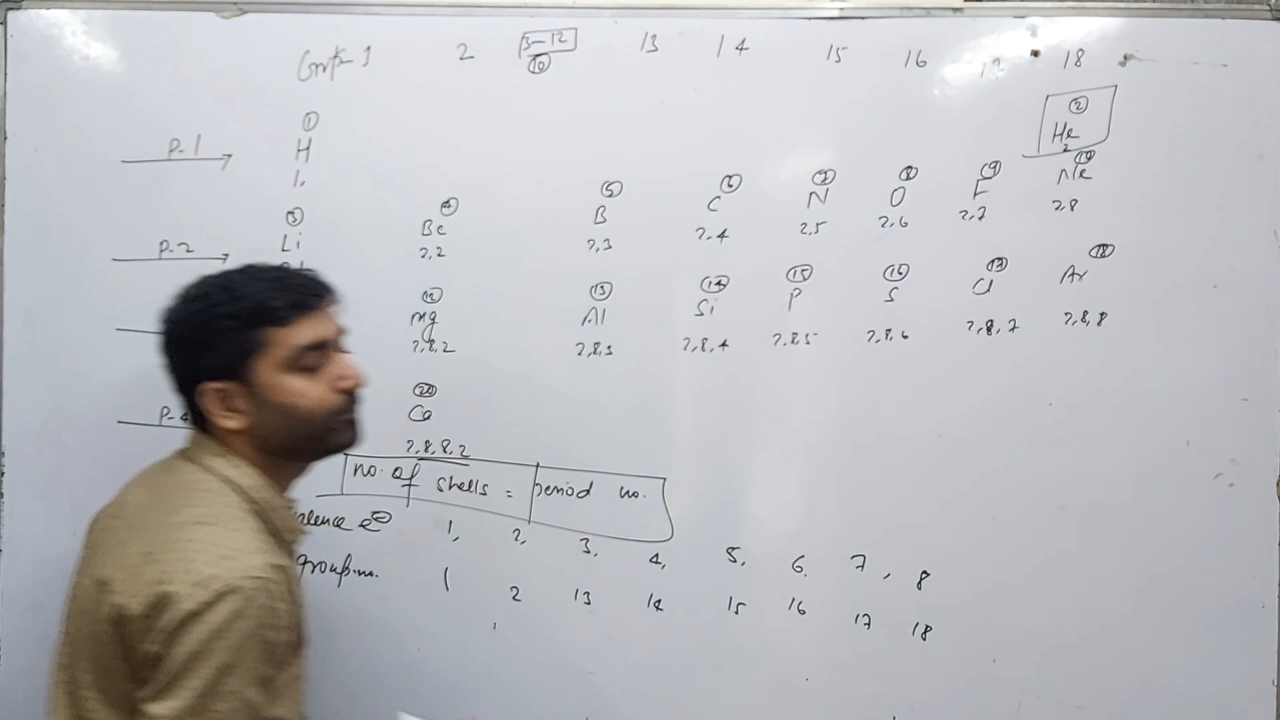 Group 1 2 3-12 13 14 15 16 17 18
10
① ②
P-1 H He
1. 2
③ ④ ⑤ ⑥ ⑦ ⑧ ⑨ ⑩
P-2 Li Be B C N O F Ne
2,2 2,3 2,4 2,5 2,6 2,7 2,8
⑫ ⑬ ⑭ ⑮ ⑯ ⑰ ⑱
Mg Al Si P S Cl Ar
2,8,2 2,8,3 2,8,4 2,8,5 2,8,6 2,8,7 2,8,8
⑳
P-4 Ca
2,8,8,2
no. of shells = period no.
e⊖ 1, 2, 3, 4, 5, 6. 7, 8
group no. 1 2 13 14 15 16 17 18